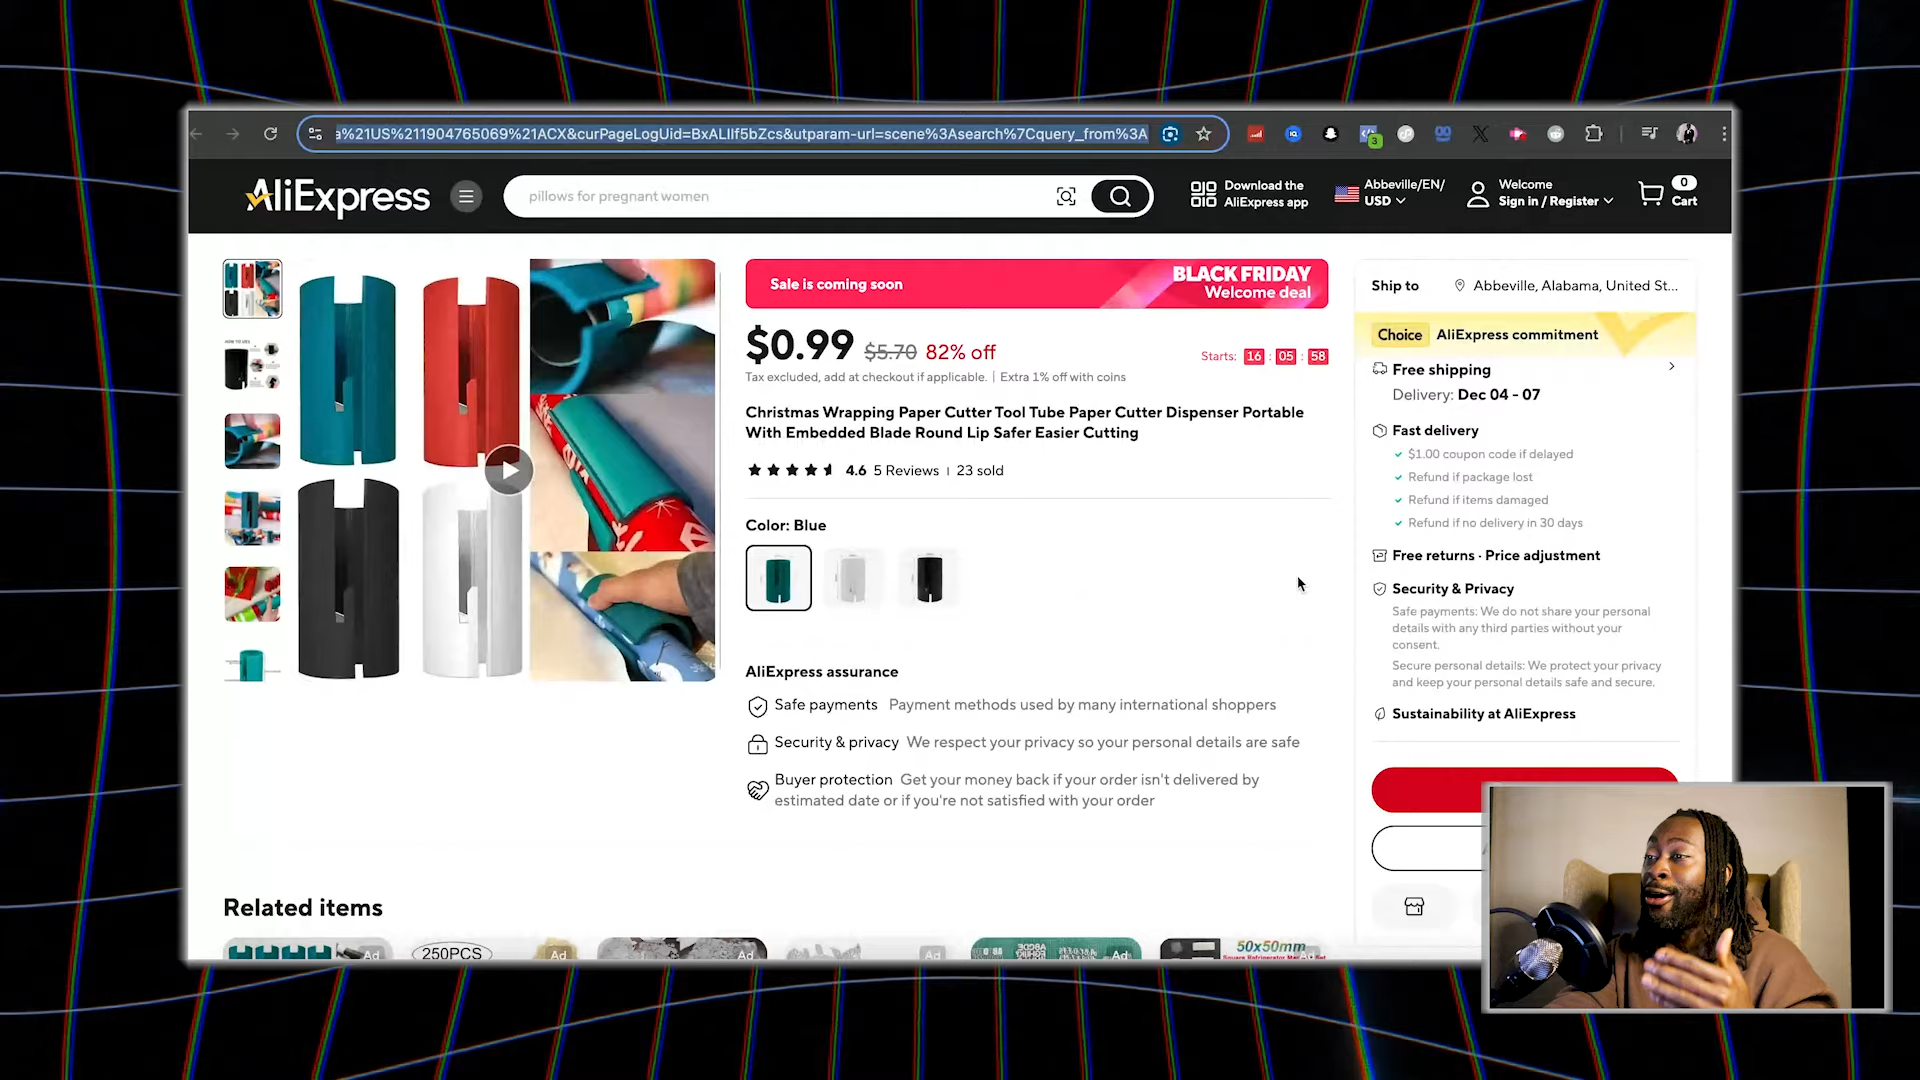 a%21US%211904765069%21ACX&curPageLogUid=BxALIIf5bZcs&utparam-url=scene%3Asearch%7Cquery_from%3A
3
AliExpress
pillows for pregnant women
Download the
AliExpress app
Abbeville/EN/
USD
Welcome
Sign in / Register
0
Cart
Sale is coming soon
BLACK FRIDAY
Welcome deal
$0.99 $5.70 82% off
Starts: 16 : 05 : 58
Tax excluded, add at checkout if applicable. | Extra 1% off with coins
Christmas Wrapping Paper Cutter Tool Tube Paper Cutter Dispenser Portable
With Embedded Blade Round Lip Safer Easier Cutting
4.6 5 Reviews | 23 sold
Color: Blue
AliExpress assurance
Safe payments Payment methods used by many international shoppers
Security & privacy We respect your privacy so your personal details are safe
Buyer protection Get your money back if your order isn't delivered by
estimated date or if you're not satisfied with your order
Ship to Abbeville, Alabama, United St...
Choice AliExpress commitment
Free shipping
Delivery: Dec 04 - 07
Fast delivery
$1.00 coupon code if delayed
Refund if package lost
Refund if items damaged
Refund if no delivery in 30 days
Free returns · Price adjustment
Security & Privacy
Safe payments: We do not share your personal
details with any third parties without your
consent.
Secure personal details: We protect your privacy
and keep your personal details safe and secure.
Sustainability at AliExpress
Related items
Ad
250PCS
Ad
Ad
Ad
Ad
50x50mm